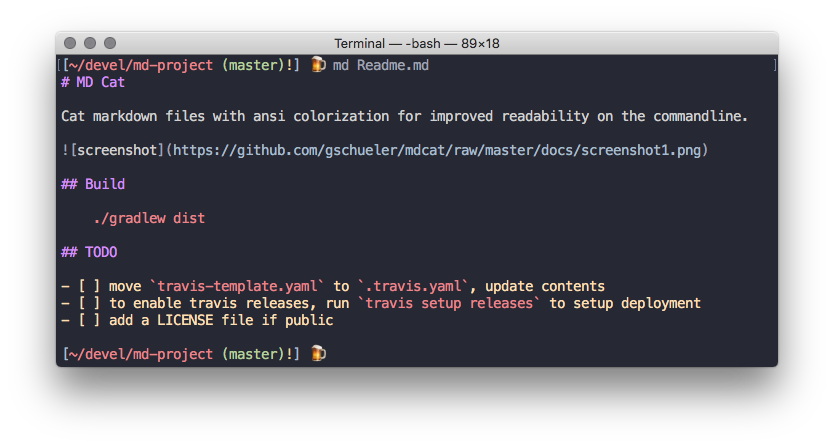 Terminal — -bash — 89×18
[[~/devel/md-project (master)!] 🍺 md Readme.md ]
# MD Cat
Cat markdown files with ansi colorization for improved readability on the commandline.
![screenshot](https://github.com/gschueler/mdcat/raw/master/docs/screenshot1.png)
## Build
./gradlew dist
## TODO
- [ ] move `travis-template.yaml` to `.travis.yaml`, update contents
- [ ] to enable travis releases, run `travis setup releases` to setup deployment
- [ ] add a LICENSE file if public
[~/devel/md-project (master)!] 🍺